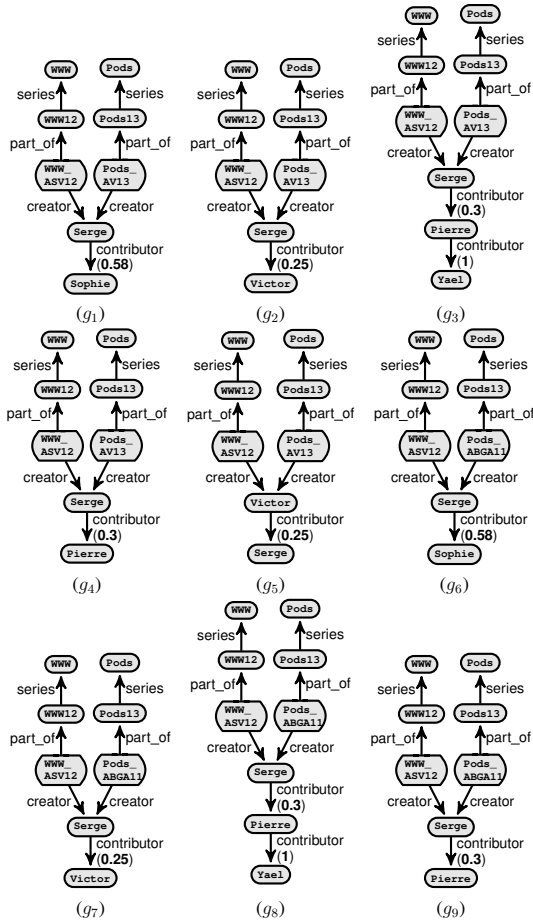 WWW Pods
series series
WWW12 Pods13
part_of part_of
WWW_ Pods_
ASV12 AV13
creator creator
Serge
contributor
(0.58)
Sophie
(g1)
WWW Pods
series series
WWW12 Pods13
part_of part_of
WWW_ Pods_
ASV12 AV13
creator creator
Serge
contributor
(0.25)
Victor
(g2)
WWW Pods
series series
WWW12 Pods13
part_of part_of
WWW_ Pods_
ASV12 AV13
creator creator
Serge
contributor
(0.3)
Pierre
contributor
(1)
Yael
(g3)
WWW Pods
series series
WWW12 Pods13
part_of part_of
WWW_ Pods_
ASV12 AV13
creator creator
Serge
contributor
(0.3)
Pierre
(g4)
WWW Pods
series series
WWW12 Pods13
part_of part_of
WWW_ Pods_
ASV12 AV13
creator creator
Victor
contributor
(0.25)
Serge
(g5)
WWW Pods
series series
WWW12 Pods13
part_of part_of
WWW_ Pods_
ASV12 ABGA11
creator creator
Serge
contributor
(0.58)
Sophie
(g6)
WWW Pods
series series
WWW12 Pods13
part_of part_of
WWW_ Pods_
ASV12 ABGA11
creator creator
Serge
contributor
(0.25)
Victor
(g7)
WWW Pods
series series
WWW12 Pods13
part_of part_of
WWW_ Pods_
ASV12 ABGA11
creator creator
Serge
contributor
(0.3)
Pierre
contributor
(1)
Yael
(g8)
WWW Pods
series series
WWW12 Pods13
part_of part_of
WWW_ Pods_
ASV12 ABGA11
creator creator
Serge
contributor
(0.3)
Pierre
(g9)